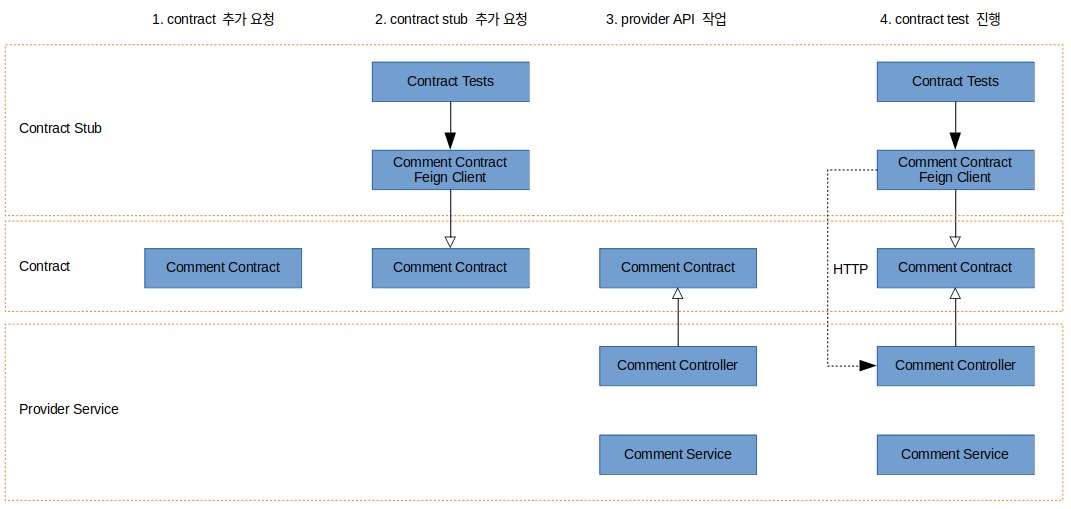 1. contract 추가 요청
2. contract stub 추가 요청
3. provider API 작업
4. contract test 진행
Contract Tests
Contract Tests
Contract Stub
Comment Contract
Feign Client
Comment Contract
Feign Client
Contract
Comment Contract
Comment Contract
Comment Contract
HTTP
Comment Contract
Comment Controller
Comment Controller
Provider Service
Comment Service
Comment Service